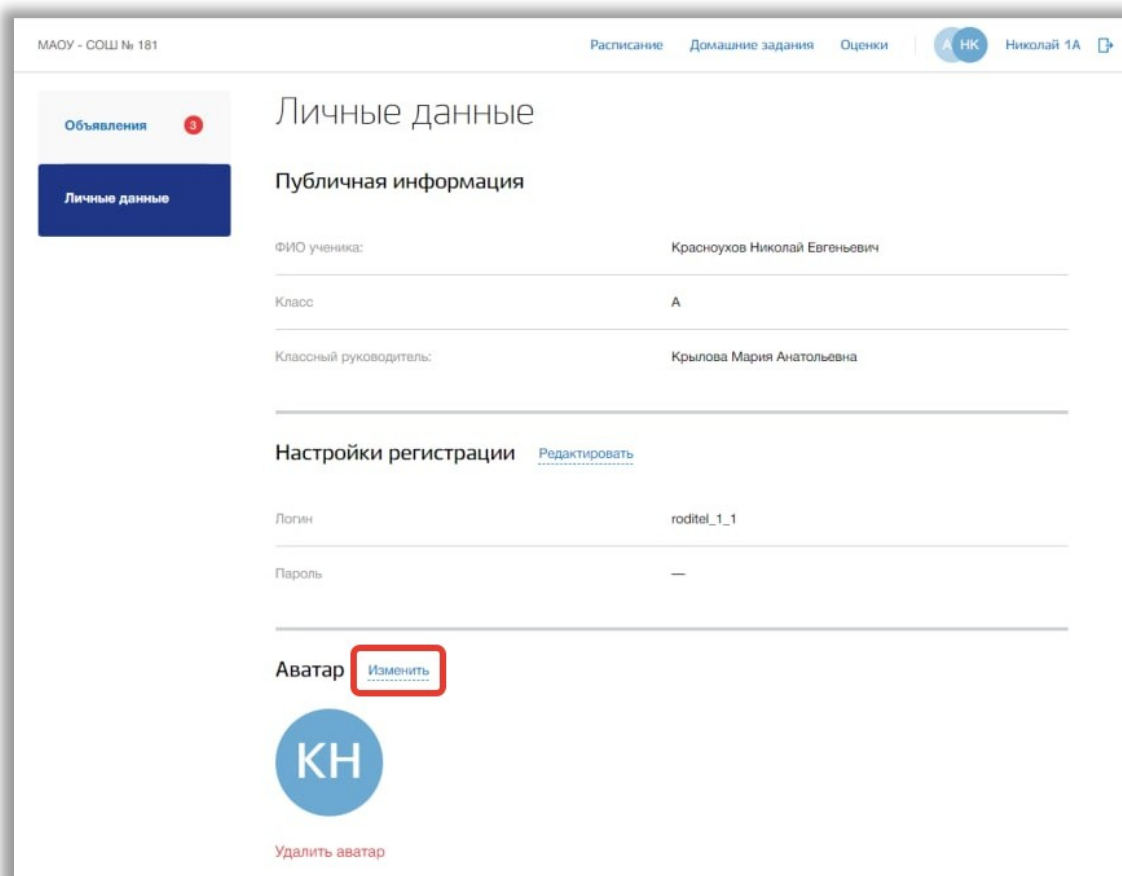 МАОУ - СОШ № 181
Расписание Домашние задания Оценки А НК Николай 1А
Объявления 3
Личные данные
Личные данные
Публичная информация
ФИО ученика: Красноухов Николай Евгеньевич
Класс А
Классный руководитель: Крылова Мария Анатольевна
Настройки регистрации Редактировать
Логин roditel_1_1
Пароль —
Аватар Изменить
КН
Удалить аватар